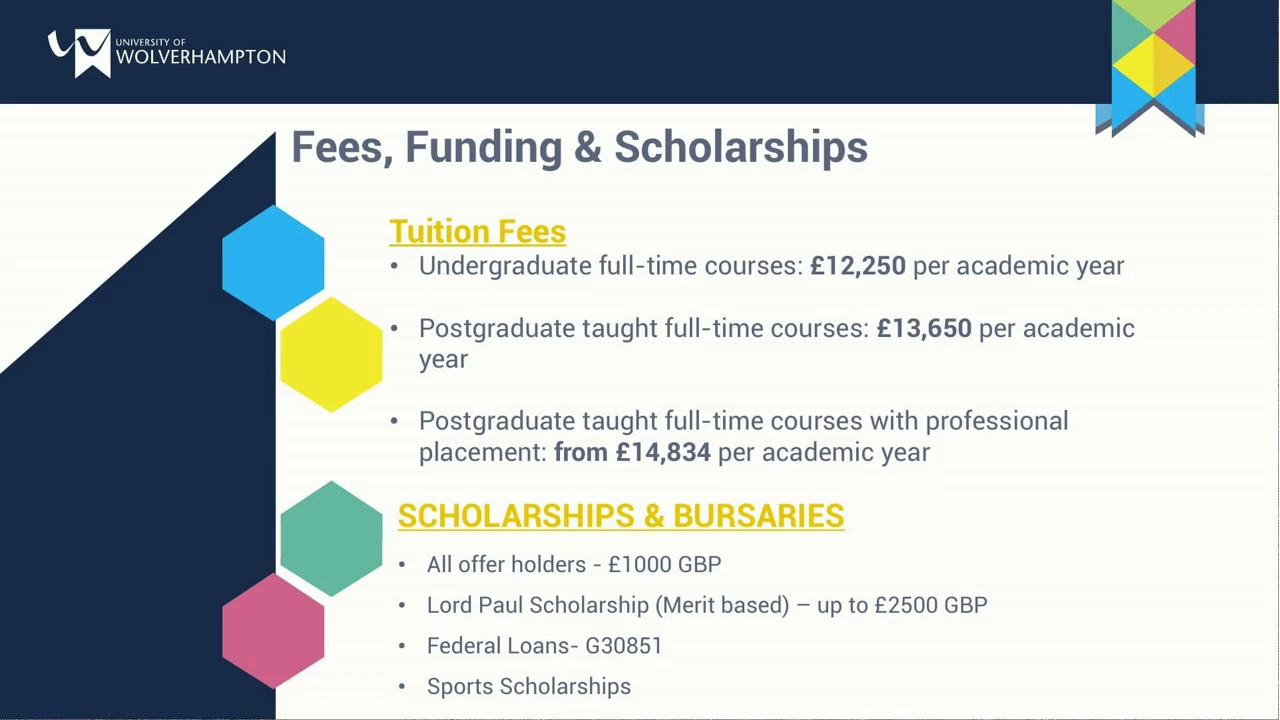 UNIVERSITY OF
WOLVERHAMPTON
Fees, Funding & Scholarships
Tuition Fees
• Undergraduate full-time courses: £12,250 per academic year
• Postgraduate taught full-time courses: £13,650 per academic
year
• Postgraduate taught full-time courses with professional
placement: from £14,834 per academic year
SCHOLARSHIPS & BURSARIES
• All offer holders - £1000 GBP
• Lord Paul Scholarship (Merit based) – up to £2500 GBP
• Federal Loans- G30851
• Sports Scholarships